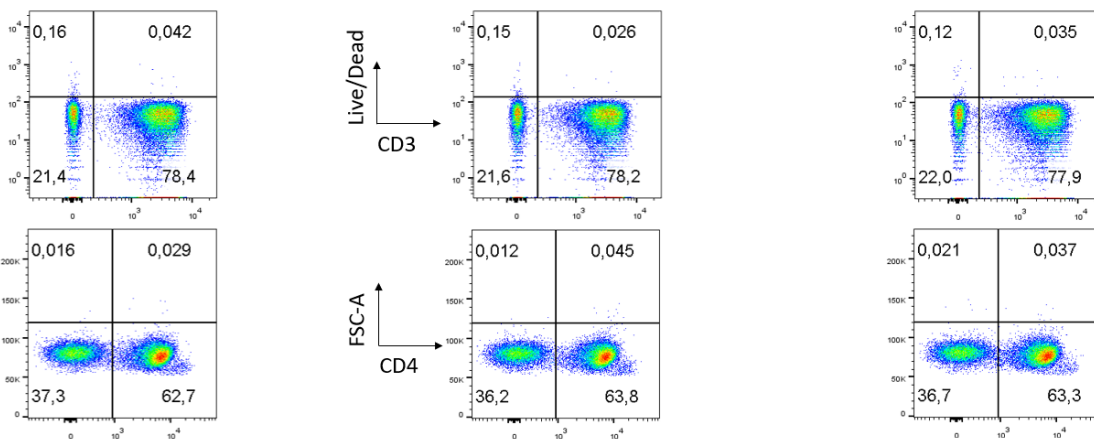 0,16 0,042
10⁴
10³
10²
10¹
10⁰
21,4 78,4
0 10³ 10⁴
Live/Dead
CD3
0,15 0,026
10⁴
10³
10²
10¹
10⁰
21,6 78,2
0 10³ 10⁴
0,12 0,035
10⁴
10³
10²
10¹
10⁰
22,0 77,9
0 10³ 10⁴
0,016 0,029
200K
150K
100K
50K
0
37,3 62,7
0 10³ 10⁴
FSC-A
CD4
0,012 0,045
200K
150K
100K
50K
0
36,2 63,8
0 10³ 10⁴
0,021 0,037
200K
150K
100K
50K
0
36,7 63,3
0 10³ 10⁴